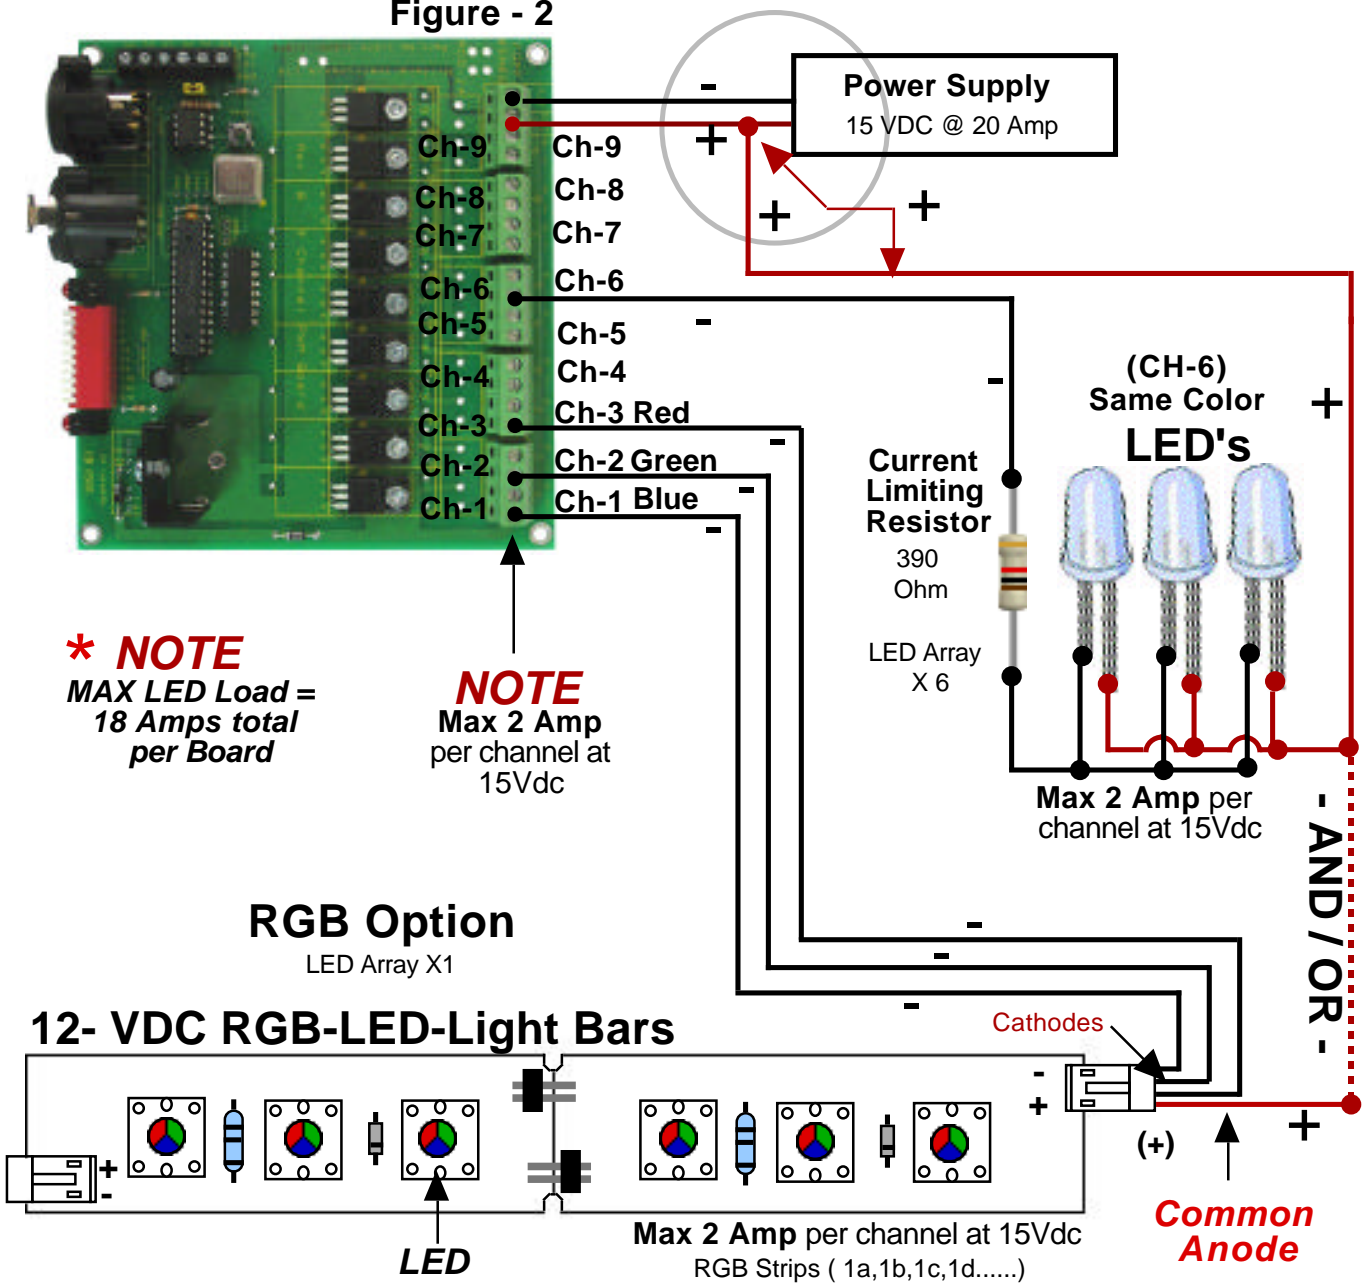 Figure - 2
Power Supply
15 VDC @ 20 Amp
-
+
+
+
Ch-9 Ch-9
Ch-8 Ch-8
Ch-7 Ch-7
Ch-6 Ch-6
Ch-5 Ch-5
Ch-4 Ch-4
Ch-3 Ch-3 Red
Ch-2 Ch-2 Green
Ch-1 Ch-1 Blue
-
-
-
-
-
(CH-6)
Same Color
LED's
+
Current
Limiting
Resistor
390
Ohm
LED Array
X 6
* NOTE
MAX LED Load =
18 Amps total
per Board
NOTE
Max 2 Amp
per channel at
15Vdc
Max 2 Amp per
channel at 15Vdc
- AND / OR -
RGB Option
LED Array X1
-
-
-
12- VDC RGB-LED-Light Bars
Cathodes
-
+
+
-
(+)
+
LED
Common
Anode
Max 2 Amp per channel at 15Vdc
RGB Strips ( 1a,1b,1c,1d......)